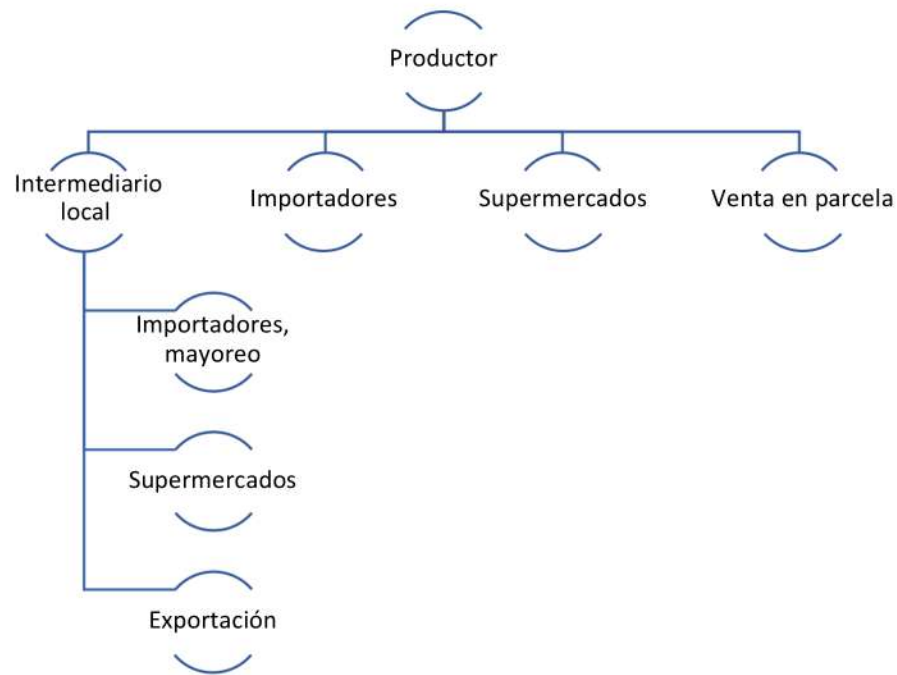 Productor
Intermediario
local
Importadores
Supermercados
Venta en parcela
Importadores,
mayoreo
Supermercados
Exportación